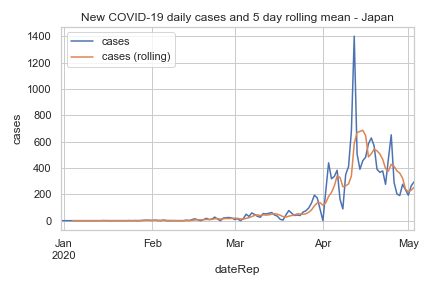 New COVID-19 daily cases and 5 day rolling mean - Japan
cases
cases (rolling)
1400
1200
1000
800
600
400
200
0
cases
Jan
2020
Feb
Mar
Apr
May
dateRep